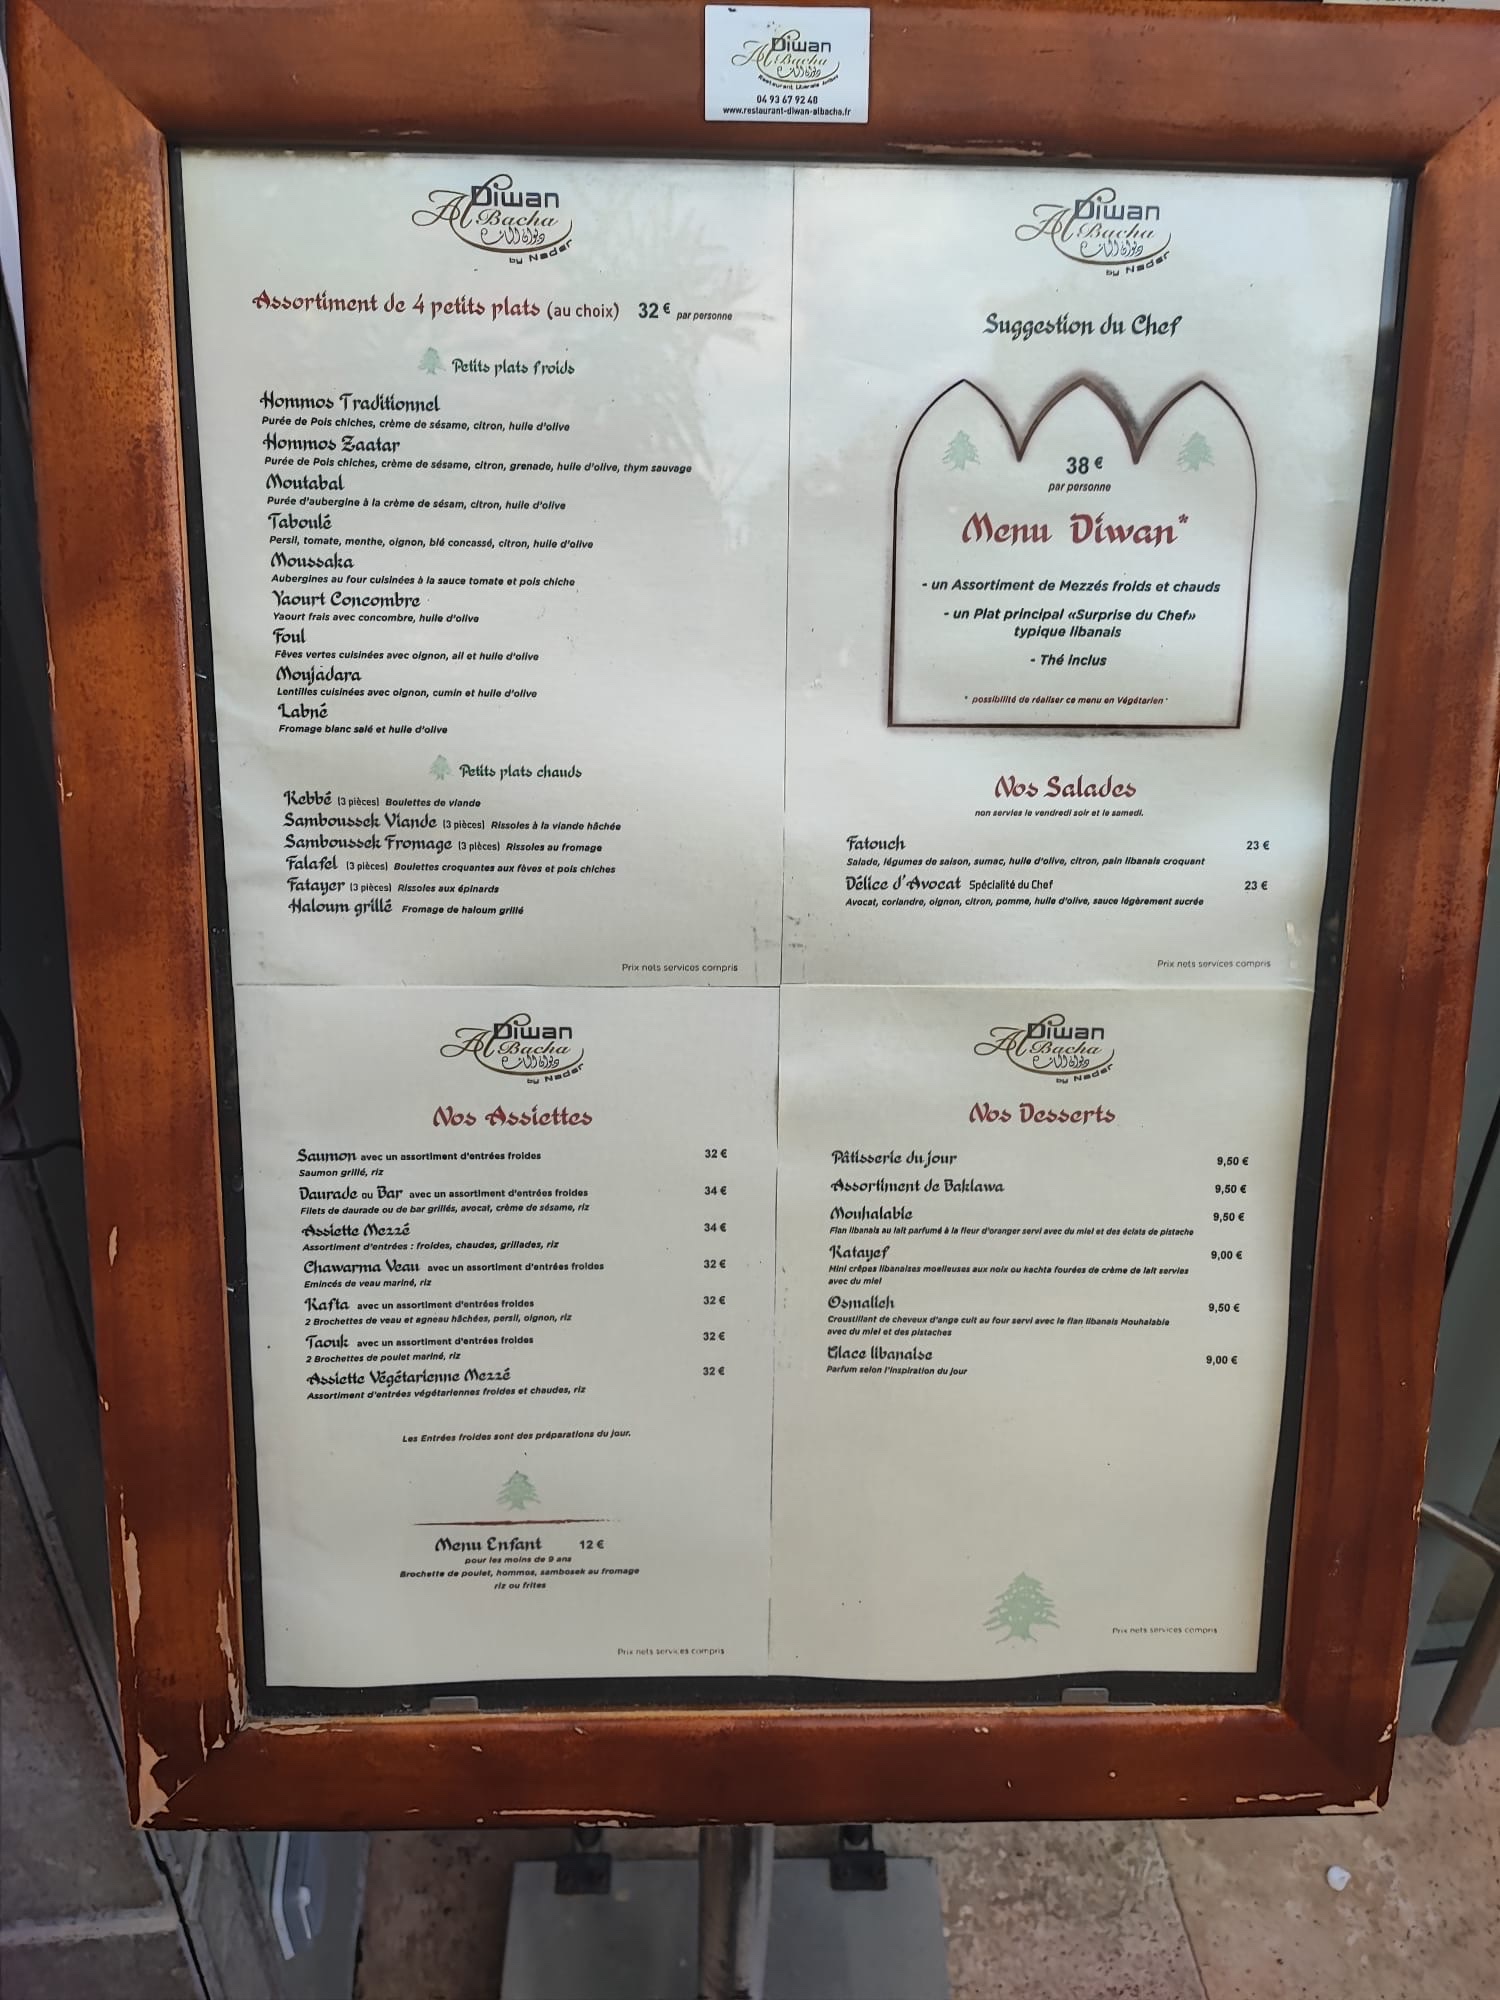 Diwan
Al Bacha
ديوان الباشا
Restaurant Libanais Antibes
04 93 67 92 40
www.restaurant-diwan-albacha.fr
Diwan
Al Bacha
ديوان الباشا
by Nader
Assortiment de 4 petits plats (au choix) 32 € par personne
Petits plats froids
Hommos Traditionnel
Purée de Pois chiches, crème de sésame, citron, huile d'olive
Hommos Zaatar
Purée de Pois chiches, crème de sésame, citron, grenade, huile d'olive, thym sauvage
Moutabal
Purée d'aubergine à la crème de sésam, citron, huile d'olive
Taboulé
Persil, tomate, menthe, oignon, blé concassé, citron, huile d'olive
Moussaka
Aubergines au four cuisinées à la sauce tomate et pois chiche
Yaourt Concombre
Yaourt frais avec concombre, huile d'olive
Foul
Fêves vertes cuisinées avec oignon, ail et huile d'olive
Moujadara
Lentilles cuisinées avec oignon, cumin et huile d'olive
Labné
Fromage blanc salé et huile d'olive
Petits plats chauds
Kebbé (3 pièces) Boulettes de viande
Samboussek Viande (3 pièces) Rissoles à la viande hâchée
Samboussek Fromage (3 pièces) Rissoles au fromage
Falafel (3 pièces) Boulettes croquantes aux fèves et pois chiches
Fatayer (3 pièces) Rissoles aux épinards
Haloum grillé Fromage de haloum grillé
Prix nets services compris
Diwan
Al Bacha
ديوان الباشا
by Nader
Suggestion du Chef
38 €
par personne
Menu Diwan*
- un Assortiment de Mezzés froids et chauds
- un Plat principal «Surprise du Chef»
typique libanais
- Thé inclus
* possibilité de réaliser ce menu en Végétarien *
Nos Salades
non servies le vendredi soir et le samedi.
Fatouch 23 €
Salade, légumes de saison, sumac, huile d'olive, citron, pain libanais croquant
Délice d'Avocat Spécialité du Chef 23 €
Avocat, coriandre, oignon, citron, pomme, huile d'olive, sauce légèrement sucrée
Prix nets services compris
Diwan
Al Bacha
ديوان الباشا
by Nader
Nos Assiettes
Saumon avec un assortiment d'entrées froides 32 €
Saumon grillé, riz
Daurade ou Bar avec un assortiment d'entrées froides 34 €
Filets de daurade ou de bar grillés, avocat, crème de sésame, riz
Assiette Mezzé 34 €
Assortiment d'entrées : froides, chaudes, grillades, riz
Chawarma Veau avec un assortiment d'entrées froides 32 €
Emincés de veau mariné, riz
Kafta avec un assortiment d'entrées froides 32 €
2 Brochettes de veau et agneau hâchées, persil, oignon, riz
Taouk avec un assortiment d'entrées froides 32 €
2 Brochettes de poulet mariné, riz
Assiette Végétarienne Mezzé 32 €
Assortiment d'entrées végétariennes froides et chaudes, riz
Les Entrées froides sont des préparations du jour.
Menu Enfant 12 €
pour les moins de 9 ans
Brochette de poulet, hommos, sambosek au fromage
riz ou frites
Prix nets services compris
Diwan
Al Bacha
ديوان الباشا
by Nader
Nos Desserts
Pâtisserie du jour 9,50 €
Assortiment de Baklawa 9,50 €
Mouhalabie 9,50 €
Flan libanais au lait parfumé à la fleur d'oranger servi avec du miel et des éclats de pistache
Katayef 9,00 €
Mini crêpes libanaises moelleuses aux noix ou kachta fourées de crème de lait servies
avec du miel
Osmalieh 9,50 €
Croustillant de cheveux d'ange cuit au four servi avec le flan libanais Mouhalabie
avec du miel et des pistaches
Glace libanaise 9,00 €
Parfum selon l'inspiration du jour
Prix nets services compris